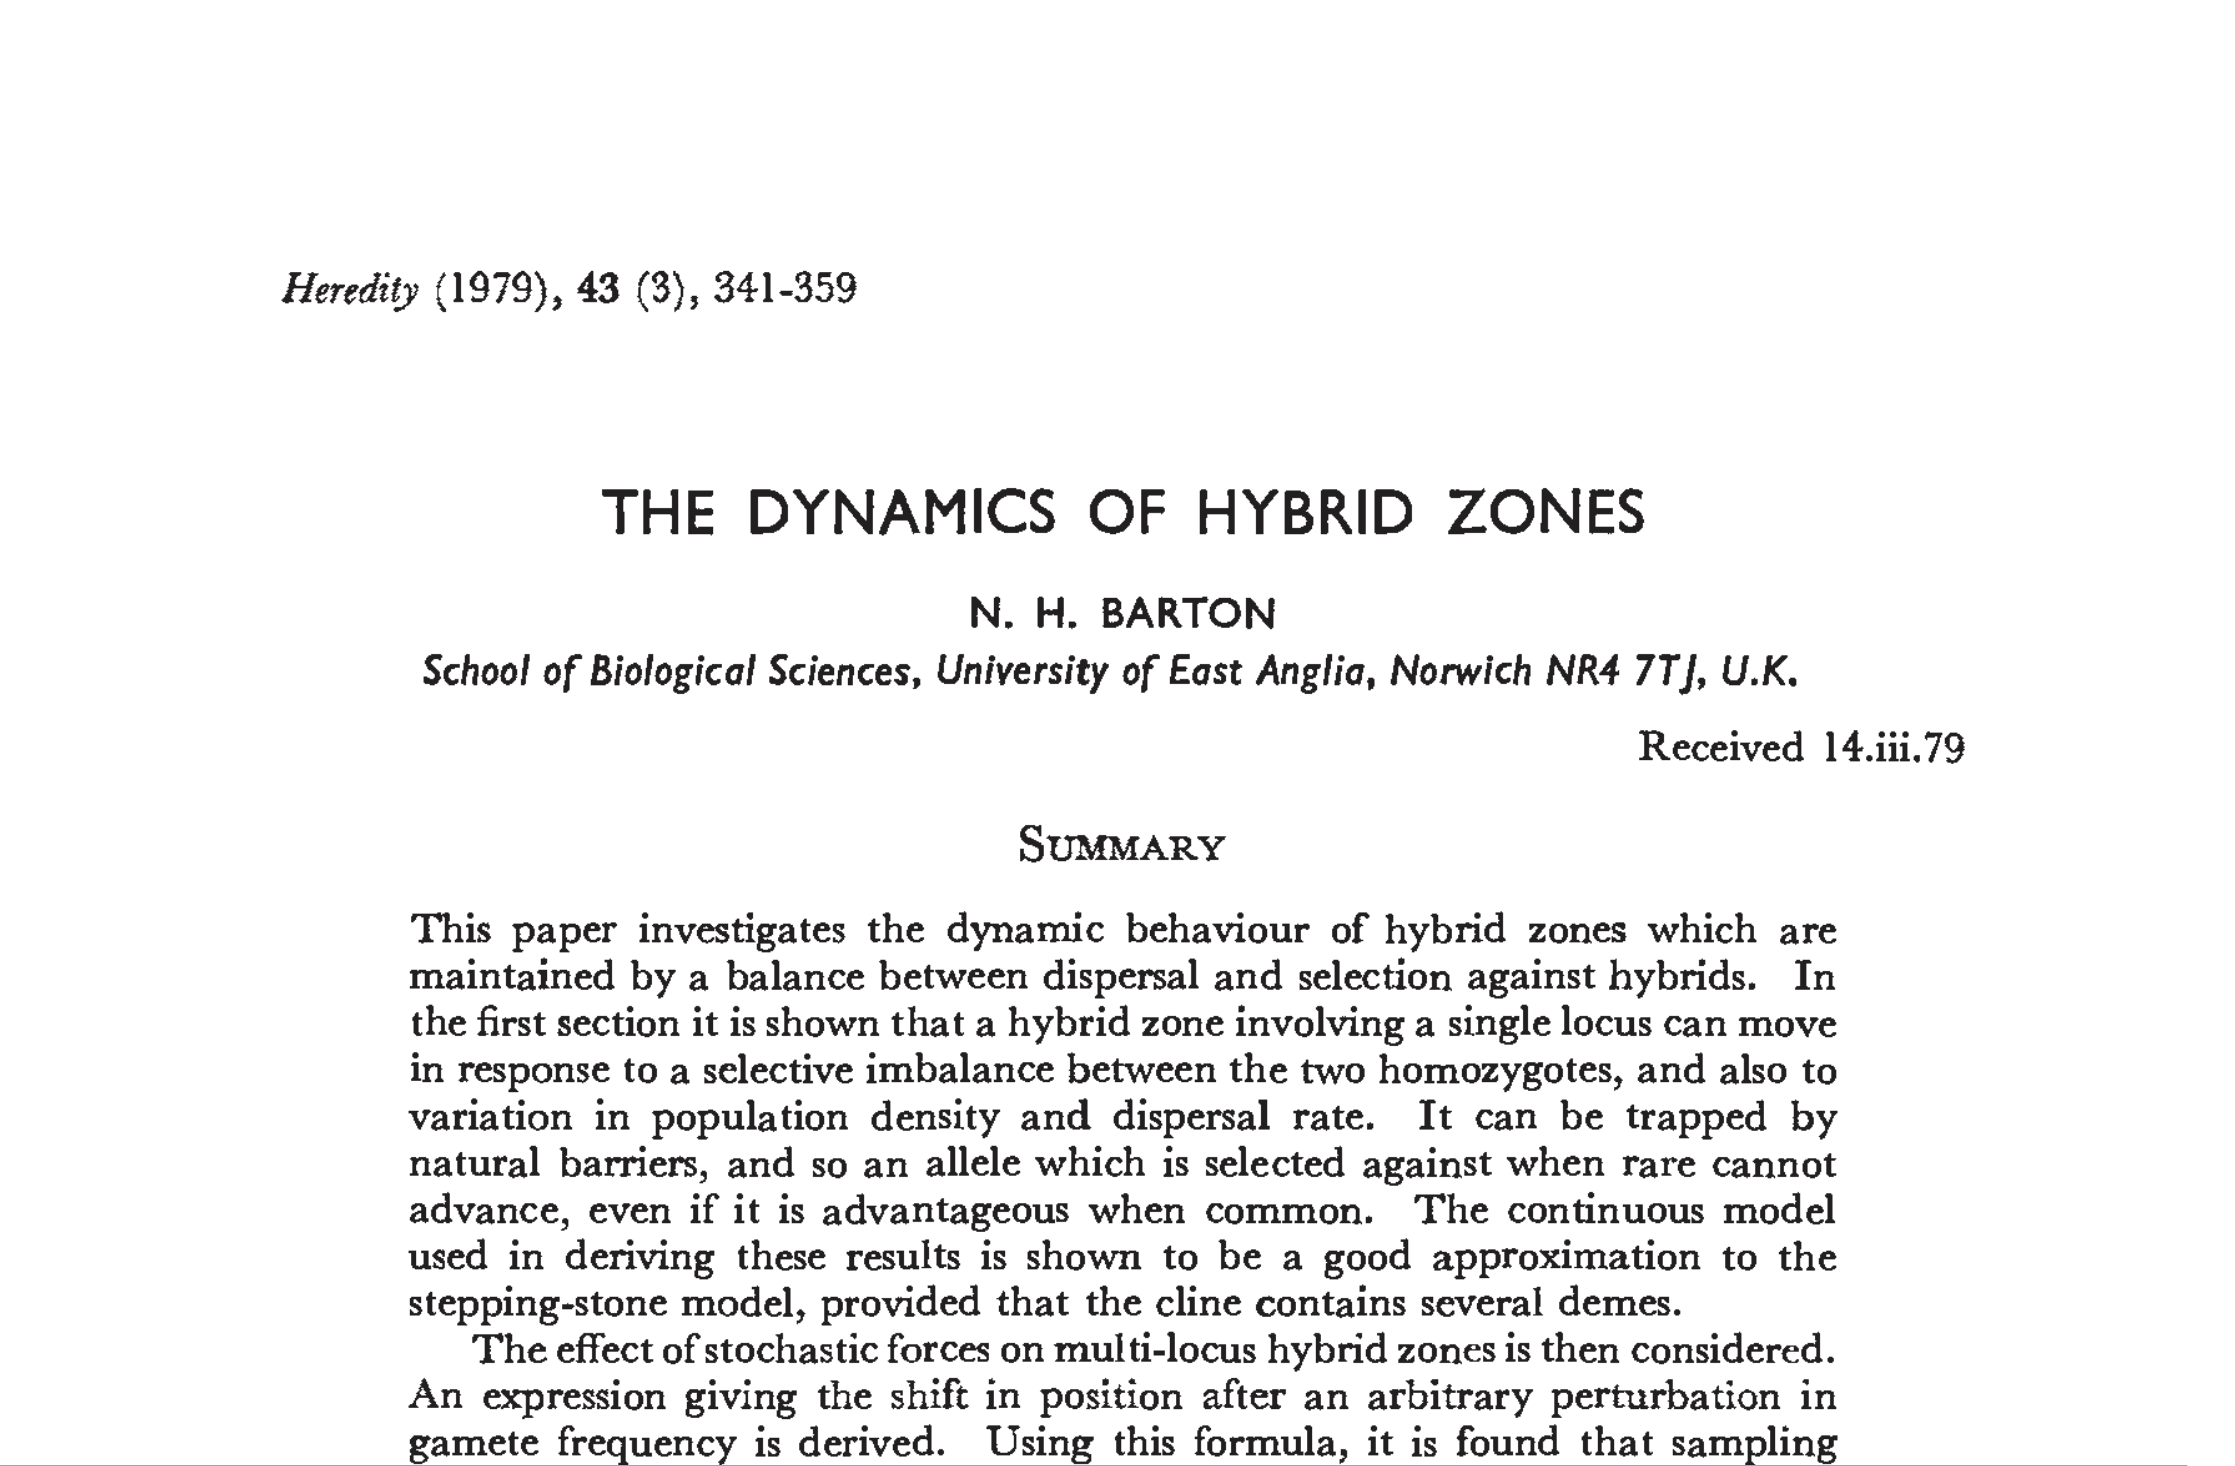 Heredity (1979), 43 (3), 341-359
THE DYNAMICS OF HYBRID ZONES
N. H. BARTON
School of Biological Sciences, University of East Anglia, Norwich NR4 7TJ, U.K.
Received 14.iii.79
SUMMARY
This paper investigates the dynamic behaviour of hybrid zones which are
maintained by a balance between dispersal and selection against hybrids. In
the first section it is shown that a hybrid zone involving a single locus can move
in response to a selective imbalance between the two homozygotes, and also to
variation in population density and dispersal rate. It can be trapped by
natural barriers, and so an allele which is selected against when rare cannot
advance, even if it is advantageous when common. The continuous model
used in deriving these results is shown to be a good approximation to the
stepping-stone model, provided that the cline contains several demes.
The effect of stochastic forces on multi-locus hybrid zones is then considered.
An expression giving the shift in position after an arbitrary perturbation in
gamete frequency is derived. Using this formula, it is found that sampling